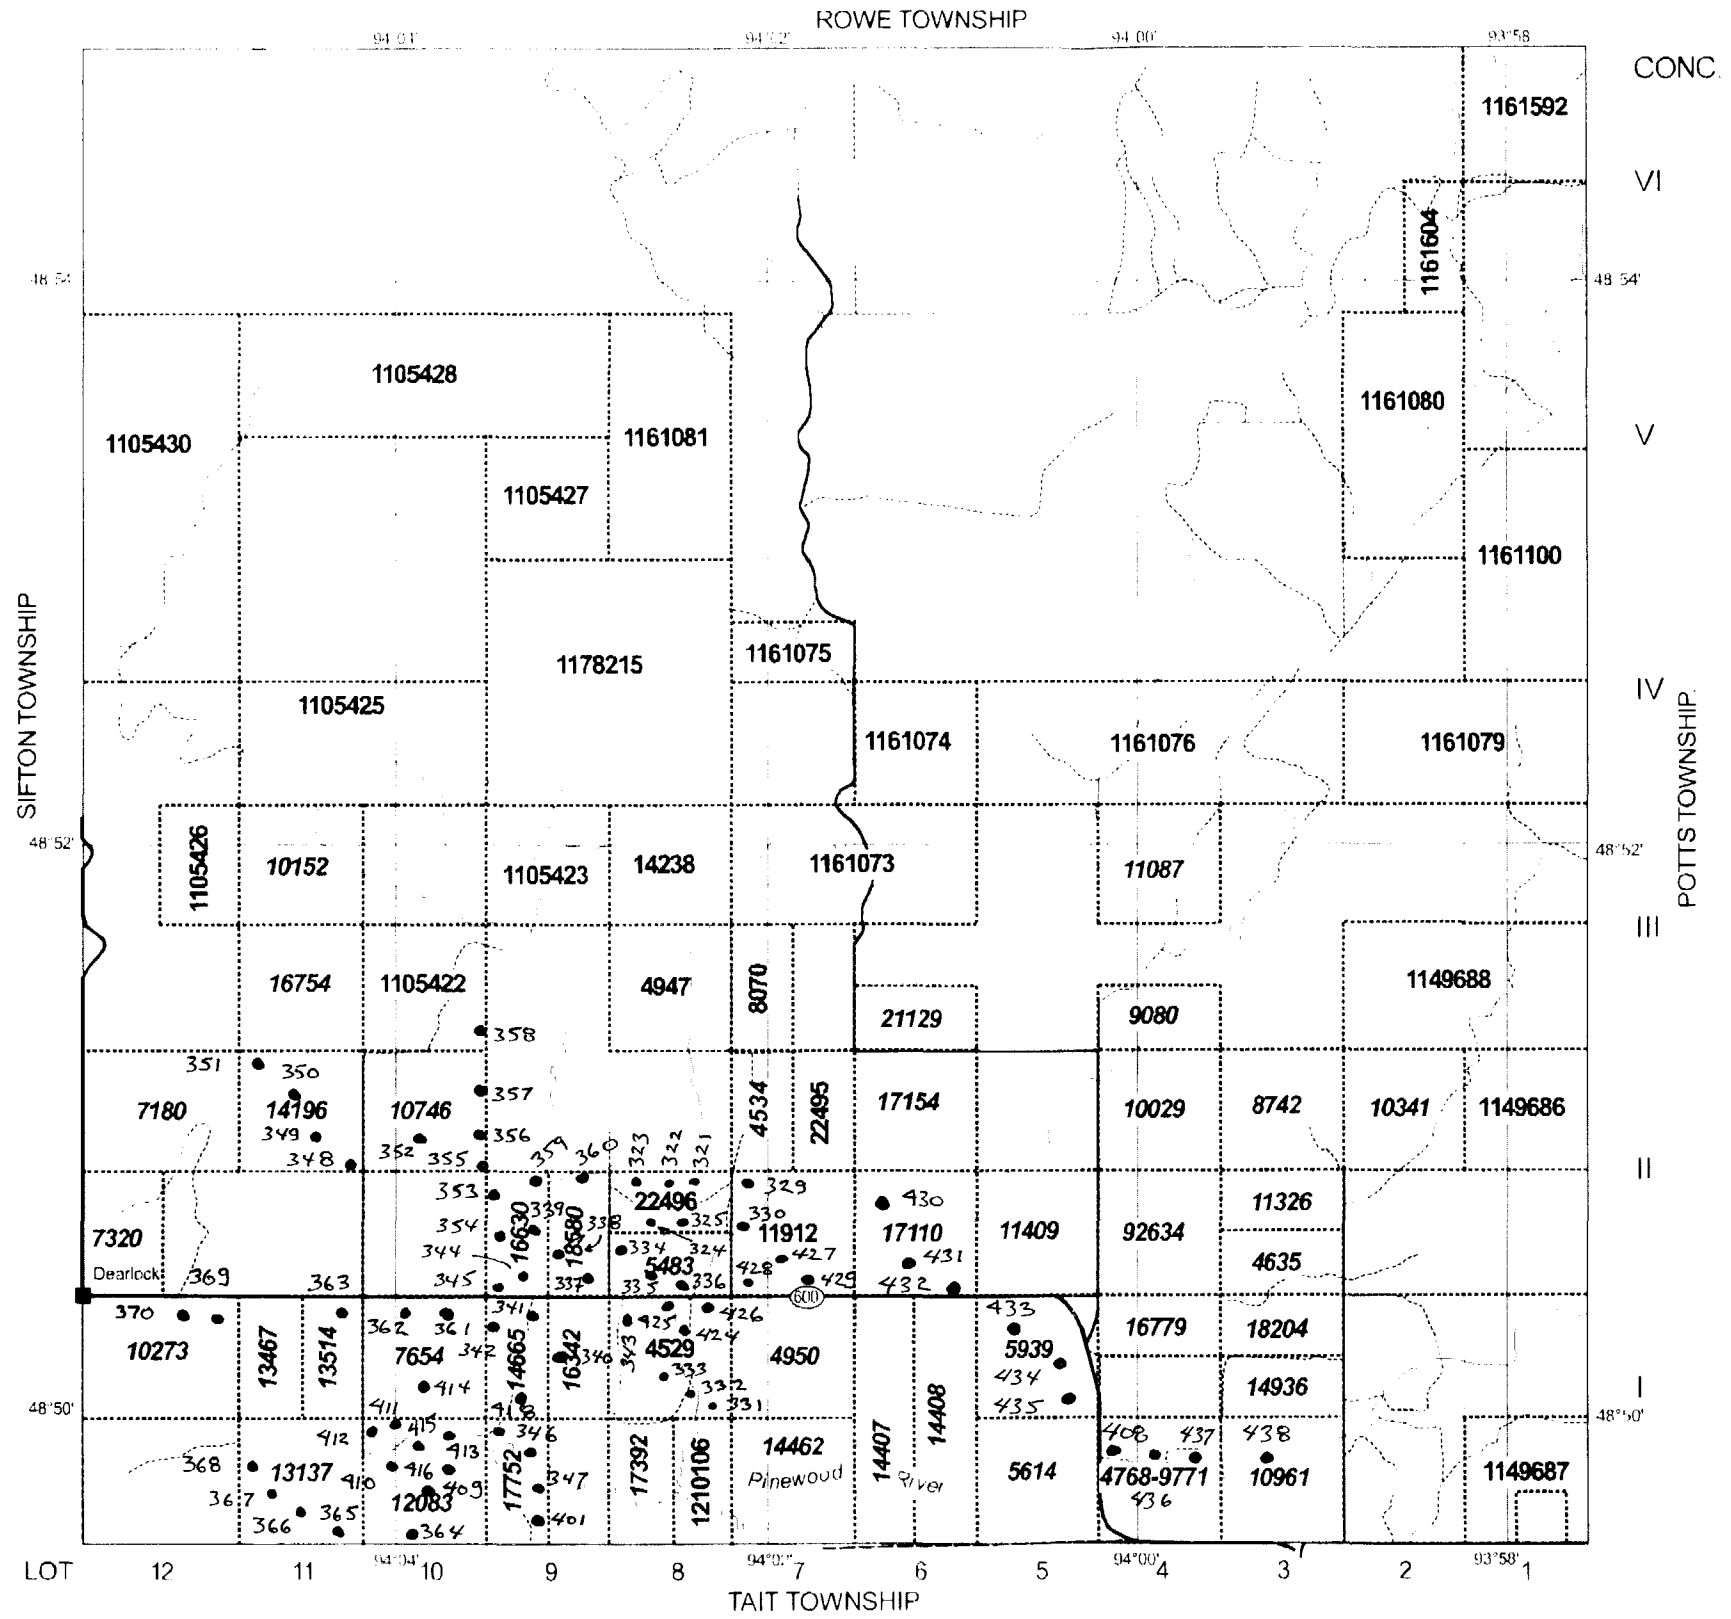 ROWE TOWNSHIP
94°04' 94°02' 94°00' 93°58'
CONC.
1161592
VI
1161604
48°54' 48°54'
1105428
1161080
1105430 1161081 V
1105427
1161100
SIFTON TOWNSHIP
1161075
1178215
IV
1105425
POTTS TOWNSHIP
1161074 1161076 1161079
48°52' 48°52'
1105426 10152 1105423 14238 1161073 11087
III
16754 1105422 4947 8070 1149688
21129 9080
358
351 350 357
7180 14196 10746 4534 22495 17154 10029 8742 10341 1149686
349 352 356
348 355 359 360 323 322 321
II
353 329 430
22496 11326
354 16630 339 18580 338 325 330
7320 344 334 324 11912 17110 11409 92634
5483 427 431 4635
Dearlock 369 363 345 337 335 336 428 429 432
600
370 362 361 341 343 425 426 433
10273 13467 13514 7654 342 14665 16342 340 4529 424 4950 5939 16779 18204
333 434
414 332 14936
I
411 415 418 331 14408 435
48°50' 48°50'
412 413 346 408 437 438
368 13137 410 416 17752 17392 1210106 14462 14407 5614 4768-9771 10961 1149687
367 12083 409 347 Pinewood River 436
366 365 364 401
94°04' 94°00' 93°58'
LOT 12 11 10 9 8 7 6 5 4 3 2 1
TAIT TOWNSHIP